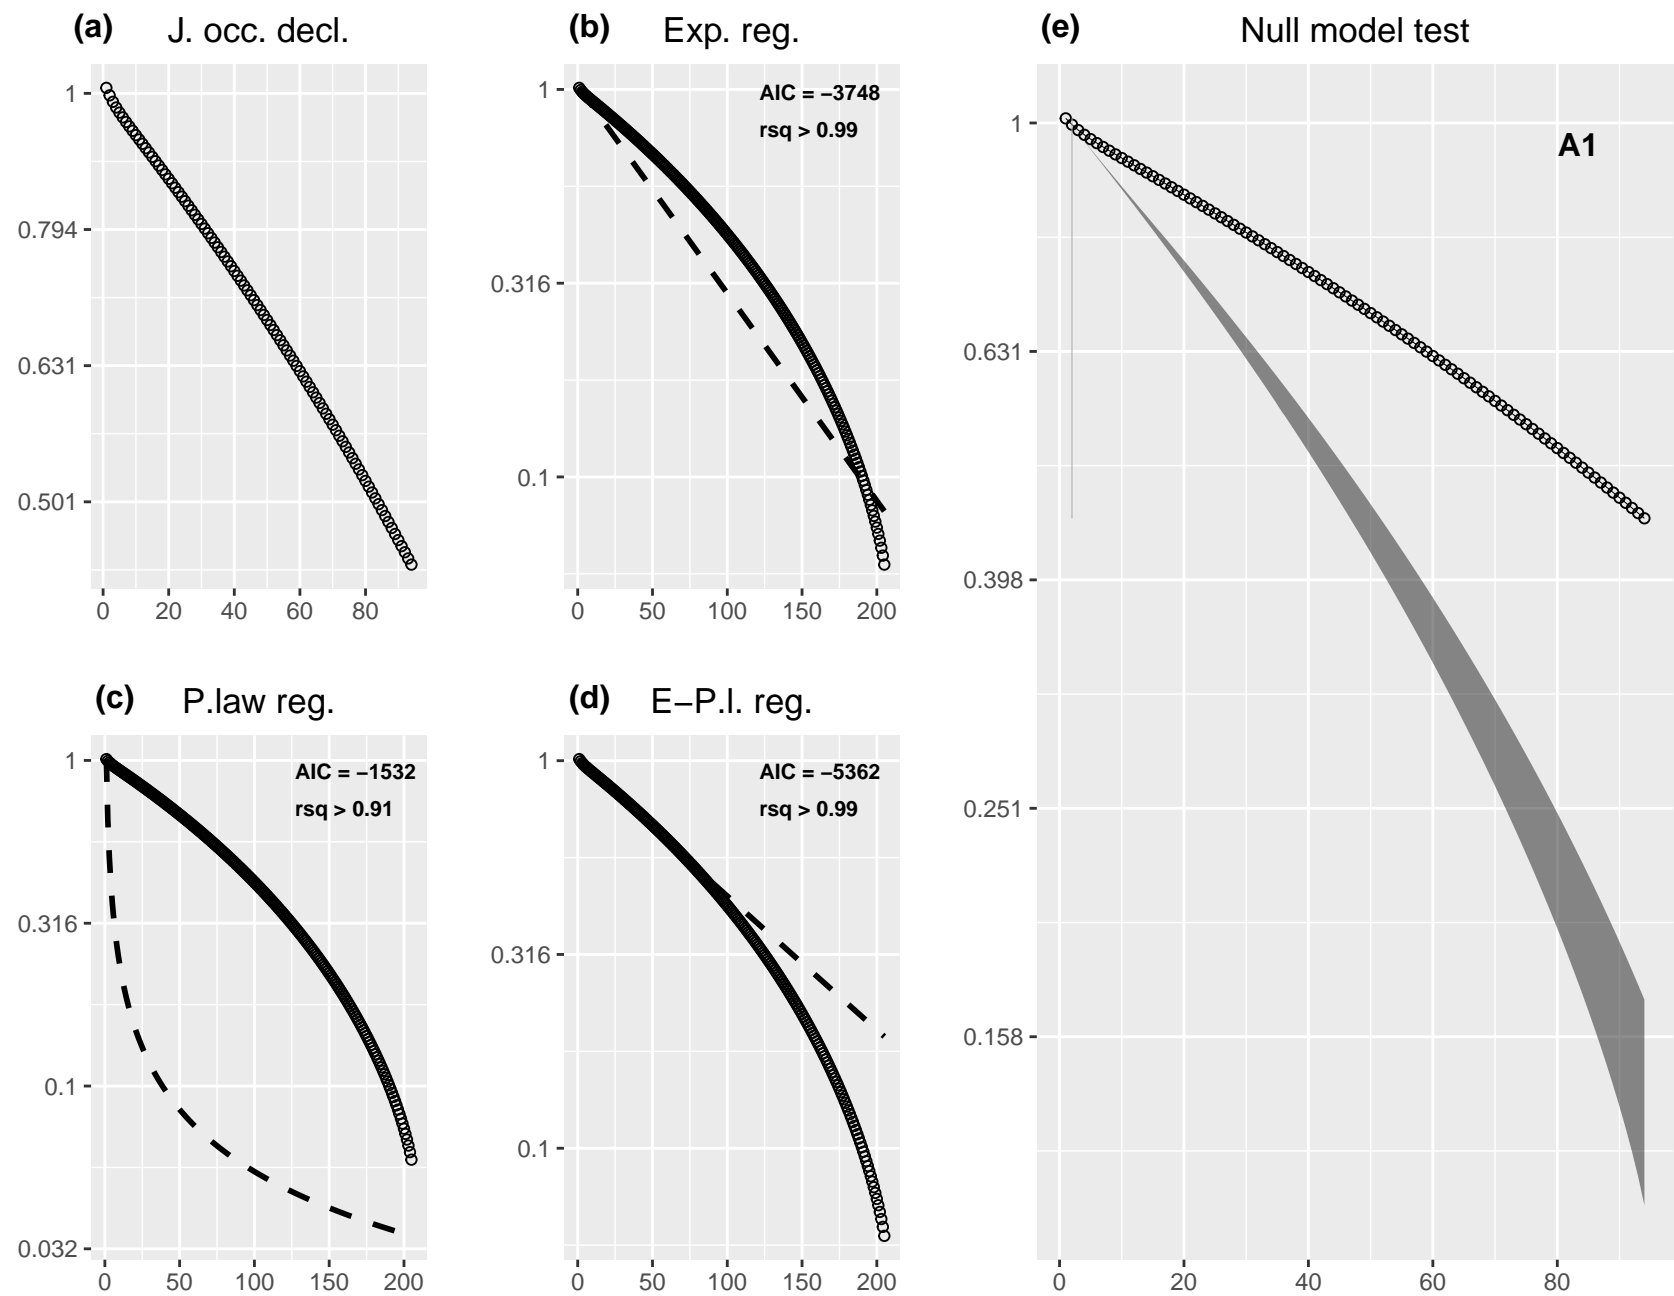 (a) J. occ. decl.
1
0.794
0.631
0.501
0 20 40 60 80
(b) Exp. reg.
AIC = −3748
rsq > 0.99
1
0.316
0.1
0 50 100 150 200
(c) P.law reg.
AIC = −1532
rsq > 0.91
1
0.316
0.1
0.032
0 50 100 150 200
(d) E−P.l. reg.
AIC = −5362
rsq > 0.99
1
0.316
0.1
0 50 100 150 200
(e) Null model test
A1
1
0.631
0.398
0.251
0.158
0 20 40 60 80